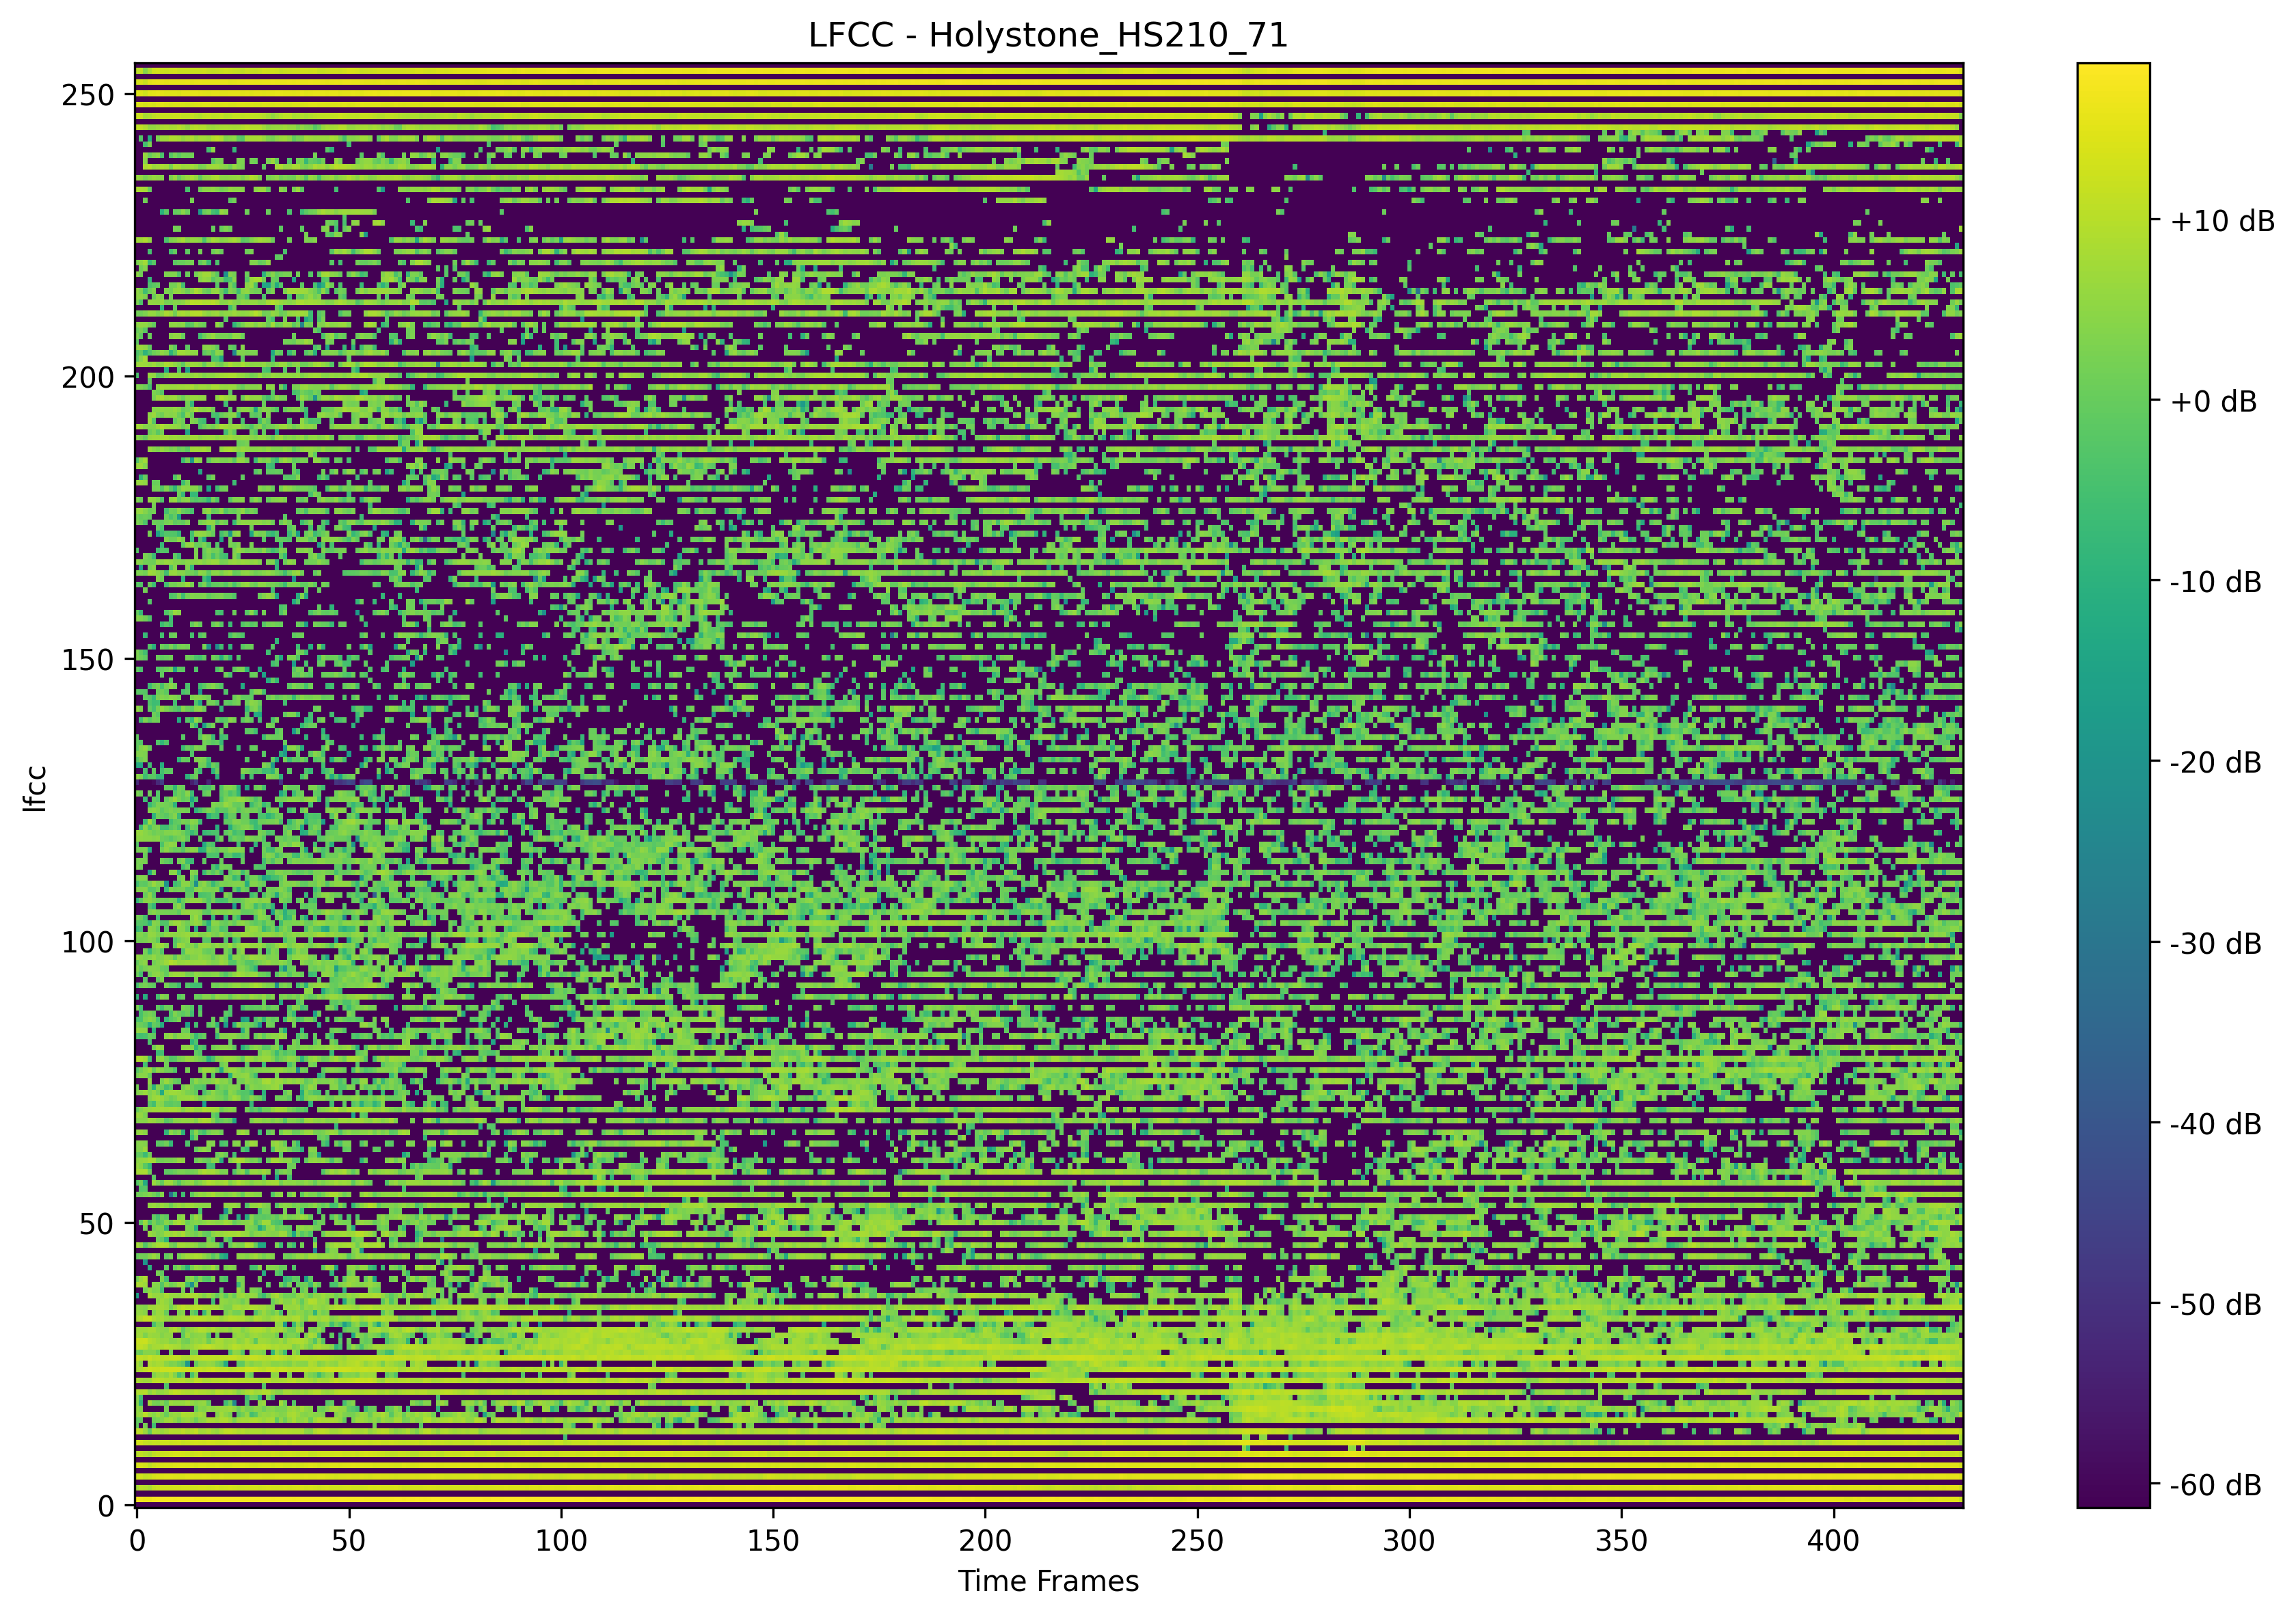 LFCC - Holystone_HS210_71
250
200
150
100
50
0
lfcc
0 50 100 150 200 250 300 350 400
Time Frames
+10 dB
+0 dB
-10 dB
-20 dB
-30 dB
-40 dB
-50 dB
-60 dB